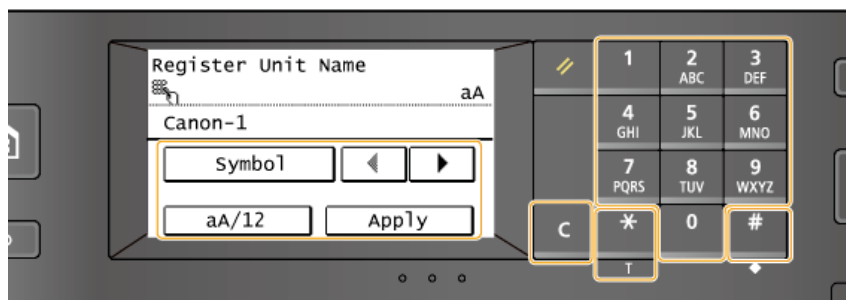 Register Unit Name
aA
Canon-1
Symbol
aA/12 Apply
1 2 3
ABC DEF
4 5 6
GHI JKL MNO
7 8 9
PQRS TUV WXYZ
C * 0 #
T